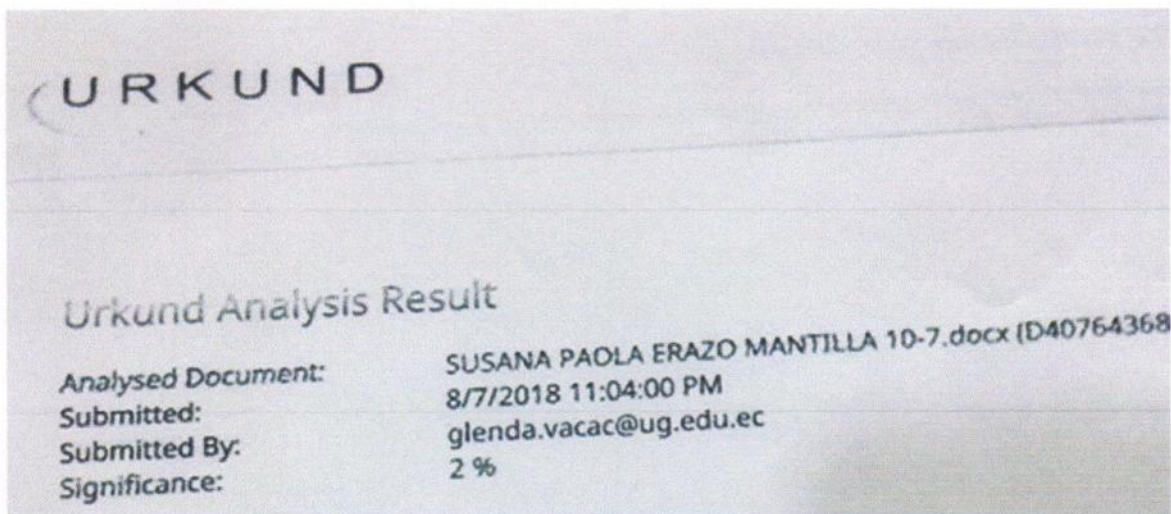 URKUND
Urkund Analysis Result
Analysed Document: SUSANA PAOLA ERAZO MANTILLA 10-7.docx (D40764368
Submitted: 8/7/2018 11:04:00 PM
Submitted By: glenda.vacac@ug.edu.ec
Significance: 2 %